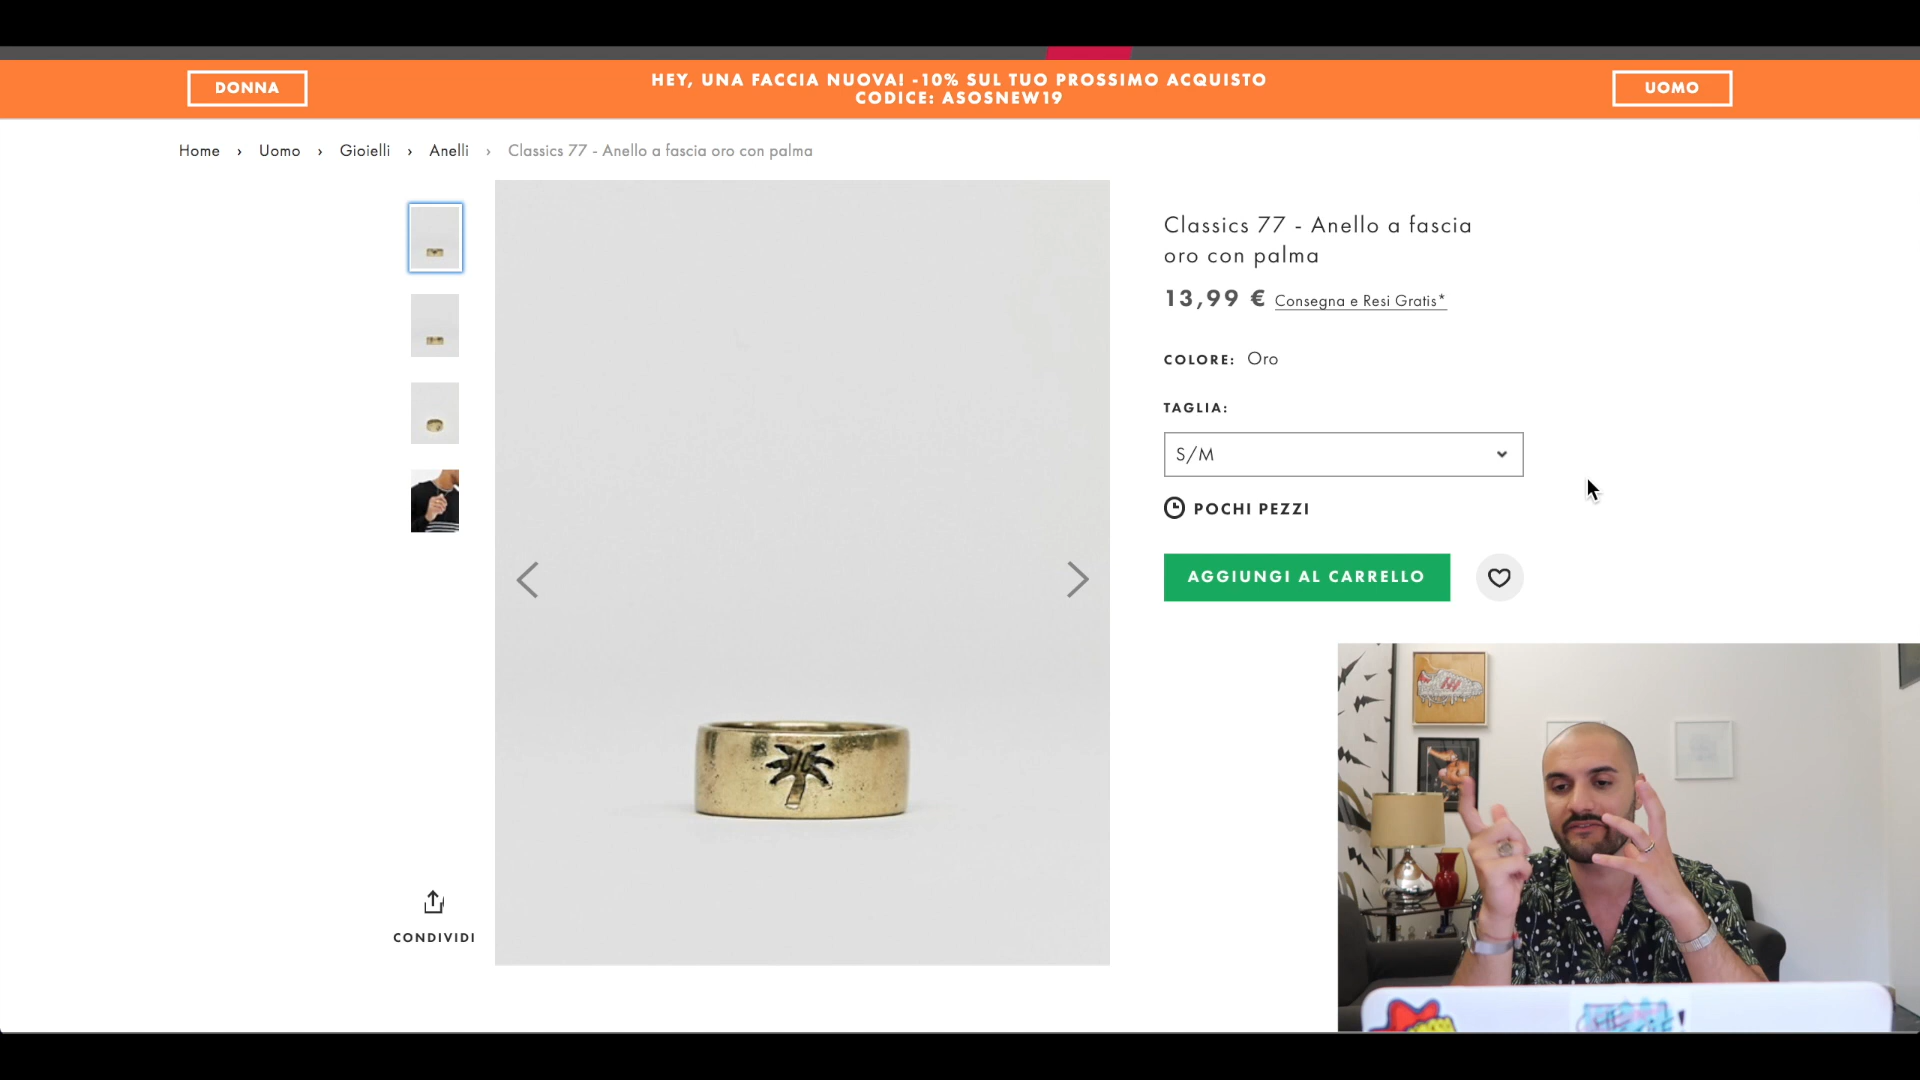 DONNA
HEY, UNA FACCIA NUOVA! -10% SUL TUO PROSSIMO ACQUISTO
CODICE: ASOSNEW19
UOMO
Home › Uomo › Gioielli › Anelli › Classics 77 - Anello a fascia oro con palma
Classics 77 - Anello a fascia
oro con palma
13,99 € Consegna e Resi Gratis*
COLORE: Oro
TAGLIA:
S/M
POCHI PEZZI
AGGIUNGI AL CARRELLO
CONDIVIDI